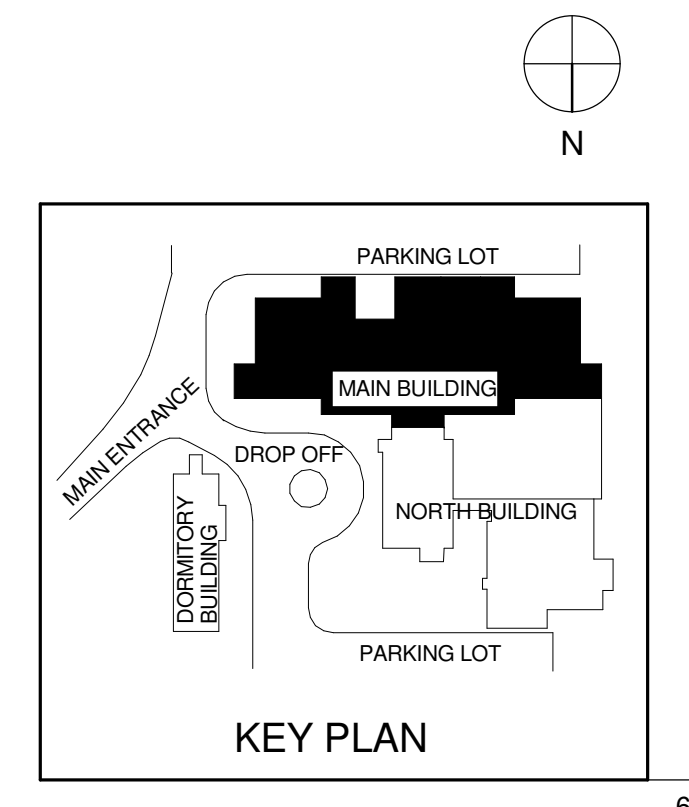 N
PARKING LOT
MAIN BUILDING
MAIN ENTRANCE
DROP OFF
NORTH BUILDING
DORMITORY
BUILDING
PARKING LOT
KEY PLAN